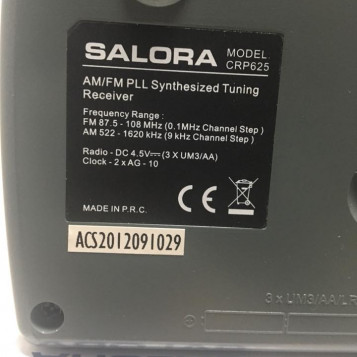 SALORA MODEL.
CRP625
AM/FM PLL Synthesized Tuning
Receiver
Frequency Range :
FM 87.5 - 108 MHz (0.1MHz Channel Step )
AM 522 - 1620 kHz (9 kHz Channel Step )
Radio - DC 4.5V⎓ (3 X UM3/AA)
Clock - 2 x AG - 10
MADE IN P.R.C.
CE
ACS2012091029
3 x UM3/AA/LR